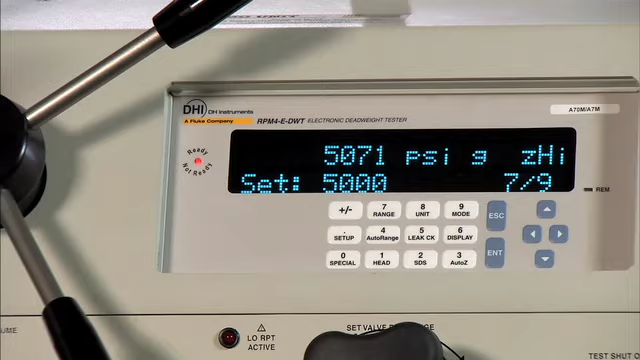 DHI DH Instruments
A Fluke Company
RPM4-E-DWT ELECTRONIC DEADWEIGHT TESTER
A70M/A7M
Ready
Not Ready
5071 psi g zHi
Set: 5000 7/9
REM
+/- 7 RANGE 8 UNIT 9 MODE ESC
. SETUP 4 AutoRange 5 LEAK CK 6 DISPLAY
0 SPECIAL 1 HEAD 2 SDS 3 AutoZ ENT
LO RPT
ACTIVE
SET VALVE
TEST SHUT